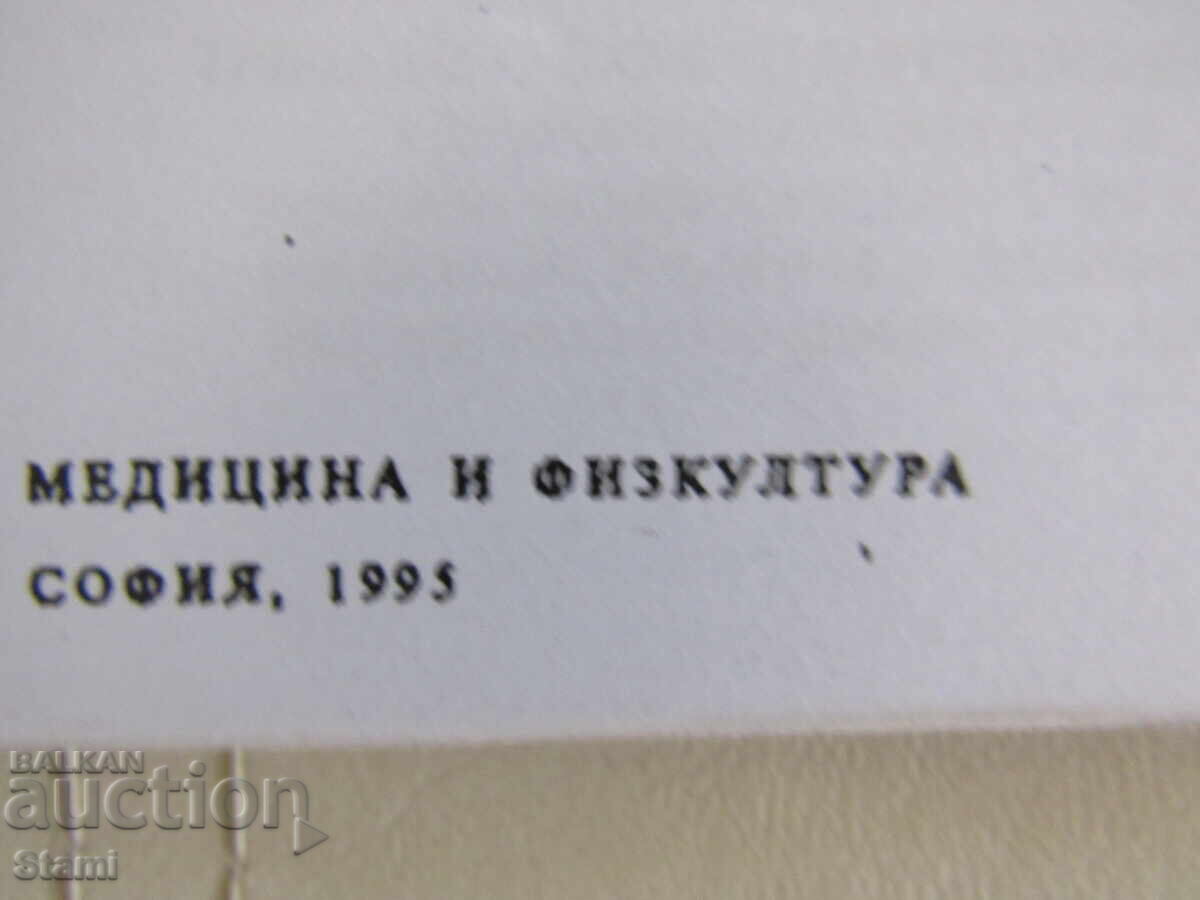 МЕДИЦИНА И ФИЗКУЛТУРА
СОФИЯ, 1995
BALKAN
auction
Stami